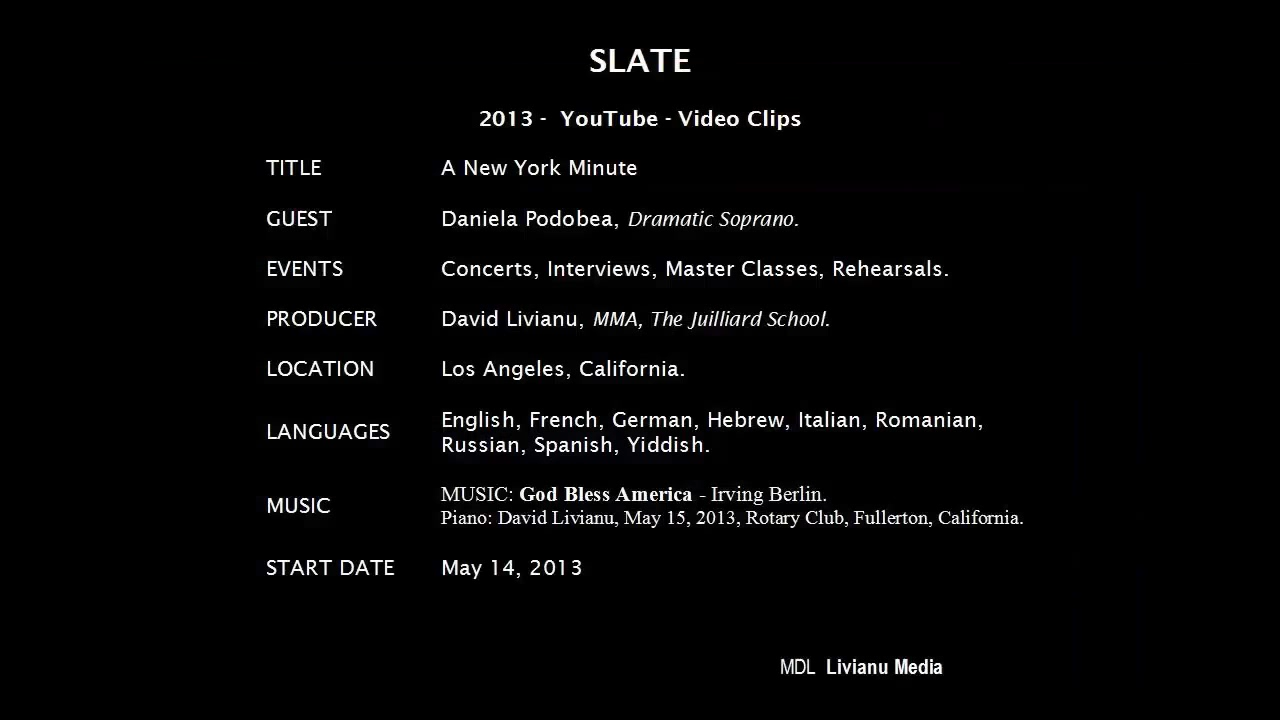 SLATE
2013 - YouTube - Video Clips
TITLE A New York Minute
GUEST Daniela Podobea, Dramatic Soprano.
EVENTS Concerts, Interviews, Master Classes, Rehearsals.
PRODUCER David Livianu, MMA, The Juilliard School.
LOCATION Los Angeles, California.
LANGUAGES English, French, German, Hebrew, Italian, Romanian,
Russian, Spanish, Yiddish.
MUSIC MUSIC: God Bless America - Irving Berlin.
Piano: David Livianu, May 15, 2013, Rotary Club, Fullerton, California.
START DATE May 14, 2013
MDL Livianu Media